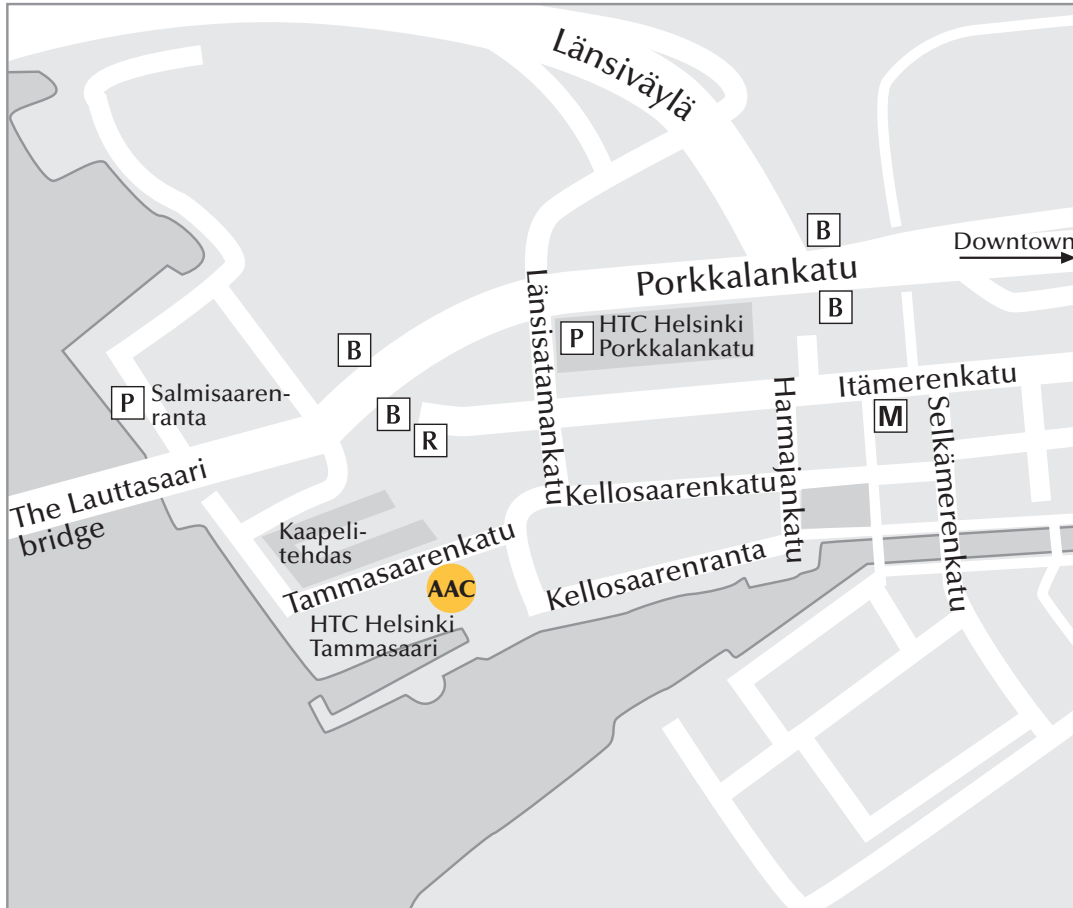 Länsiväylä
B
Downtown
Porkkalankatu
B
Länsisatamankatu
P
HTC Helsinki
Porkkalankatu
B
Itämerenkatu
P
Salmisaaren-
ranta
B
R
M
Harmajankatu
Selkämerenkatu
The Lauttasaari
bridge
Kellosaarenkatu
Kaapeli-
tehdas
Tammasaarenkatu
Kellosaarenranta
AAC
HTC Helsinki
Tammasaari